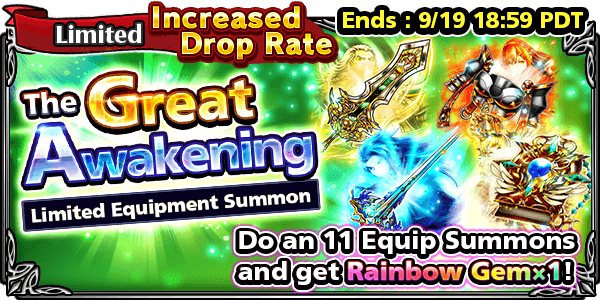 Limited
Increased
Drop Rate
Ends : 9/19 18:59 PDT
The Great
Awakening
Limited Equipment Summon
Do an 11 Equip Summons
and get Rainbow Gem×1!